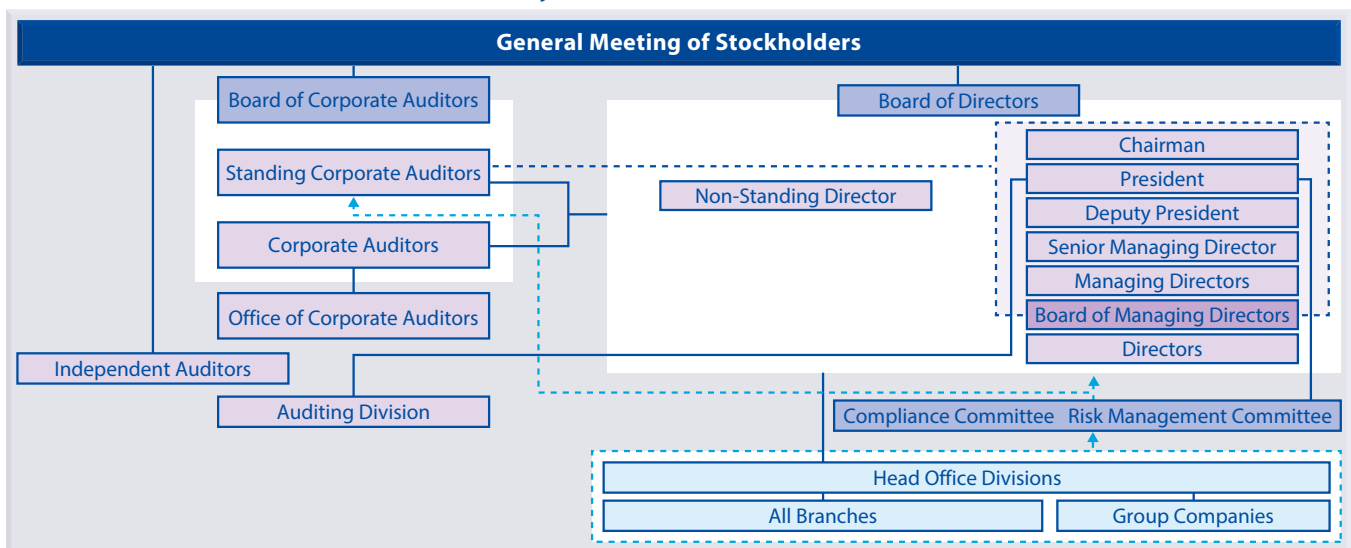 General Meeting of Stockholders
Board of Corporate Auditors
Board of Directors
Standing Corporate Auditors
Corporate Auditors
Office of Corporate Auditors
Independent Auditors
Auditing Division
Non-Standing Director
Chairman
President
Deputy President
Senior Managing Director
Managing Directors
Board of Managing Directors
Directors
Compliance Committee Risk Management Committee
Head Office Divisions
All Branches
Group Companies